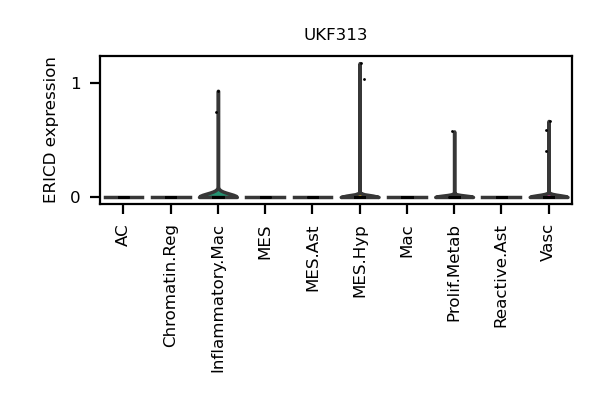 UKF313
ERICD expression
1
0
AC
Chromatin.Reg
Inflammatory.Mac
MES
MES.Ast
MES.Hyp
Mac
Prolif.Metab
Reactive.Ast
Vasc